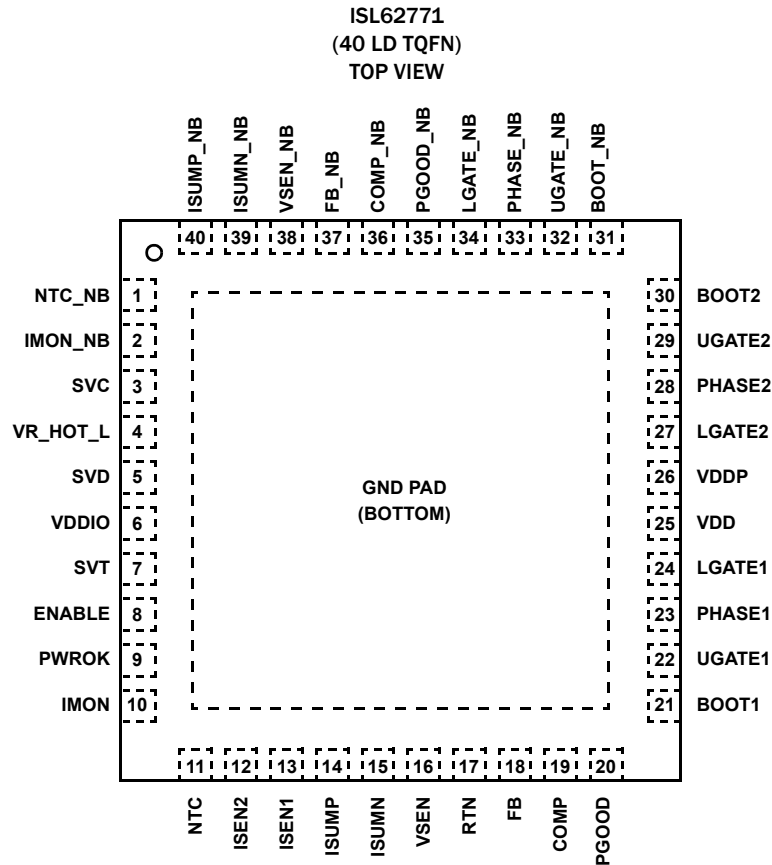 ISL62771
(40 LD TQFN)
TOP VIEW
ISUMP_NB
ISUMN_NB
VSEN_NB
FB_NB
COMP_NB
PGOOD_NB
LGATE_NB
PHASE_NB
UGATE_NB
BOOT_NB
40 39 38 37 36 35 34 33 32 31
NTC_NB 1
IMON_NB 2
SVC 3
VR_HOT_L 4
SVD 5
VDDIO 6
SVT 7
ENABLE 8
PWROK 9
IMON 10
GND PAD
(BOTTOM)
30 BOOT2
29 UGATE2
28 PHASE2
27 LGATE2
26 VDDP
25 VDD
24 LGATE1
23 PHASE1
22 UGATE1
21 BOOT1
11 12 13 14 15 16 17 18 19 20
NTC
ISEN2
ISEN1
ISUMP
ISUMN
VSEN
RTN
FB
COMP
PGOOD